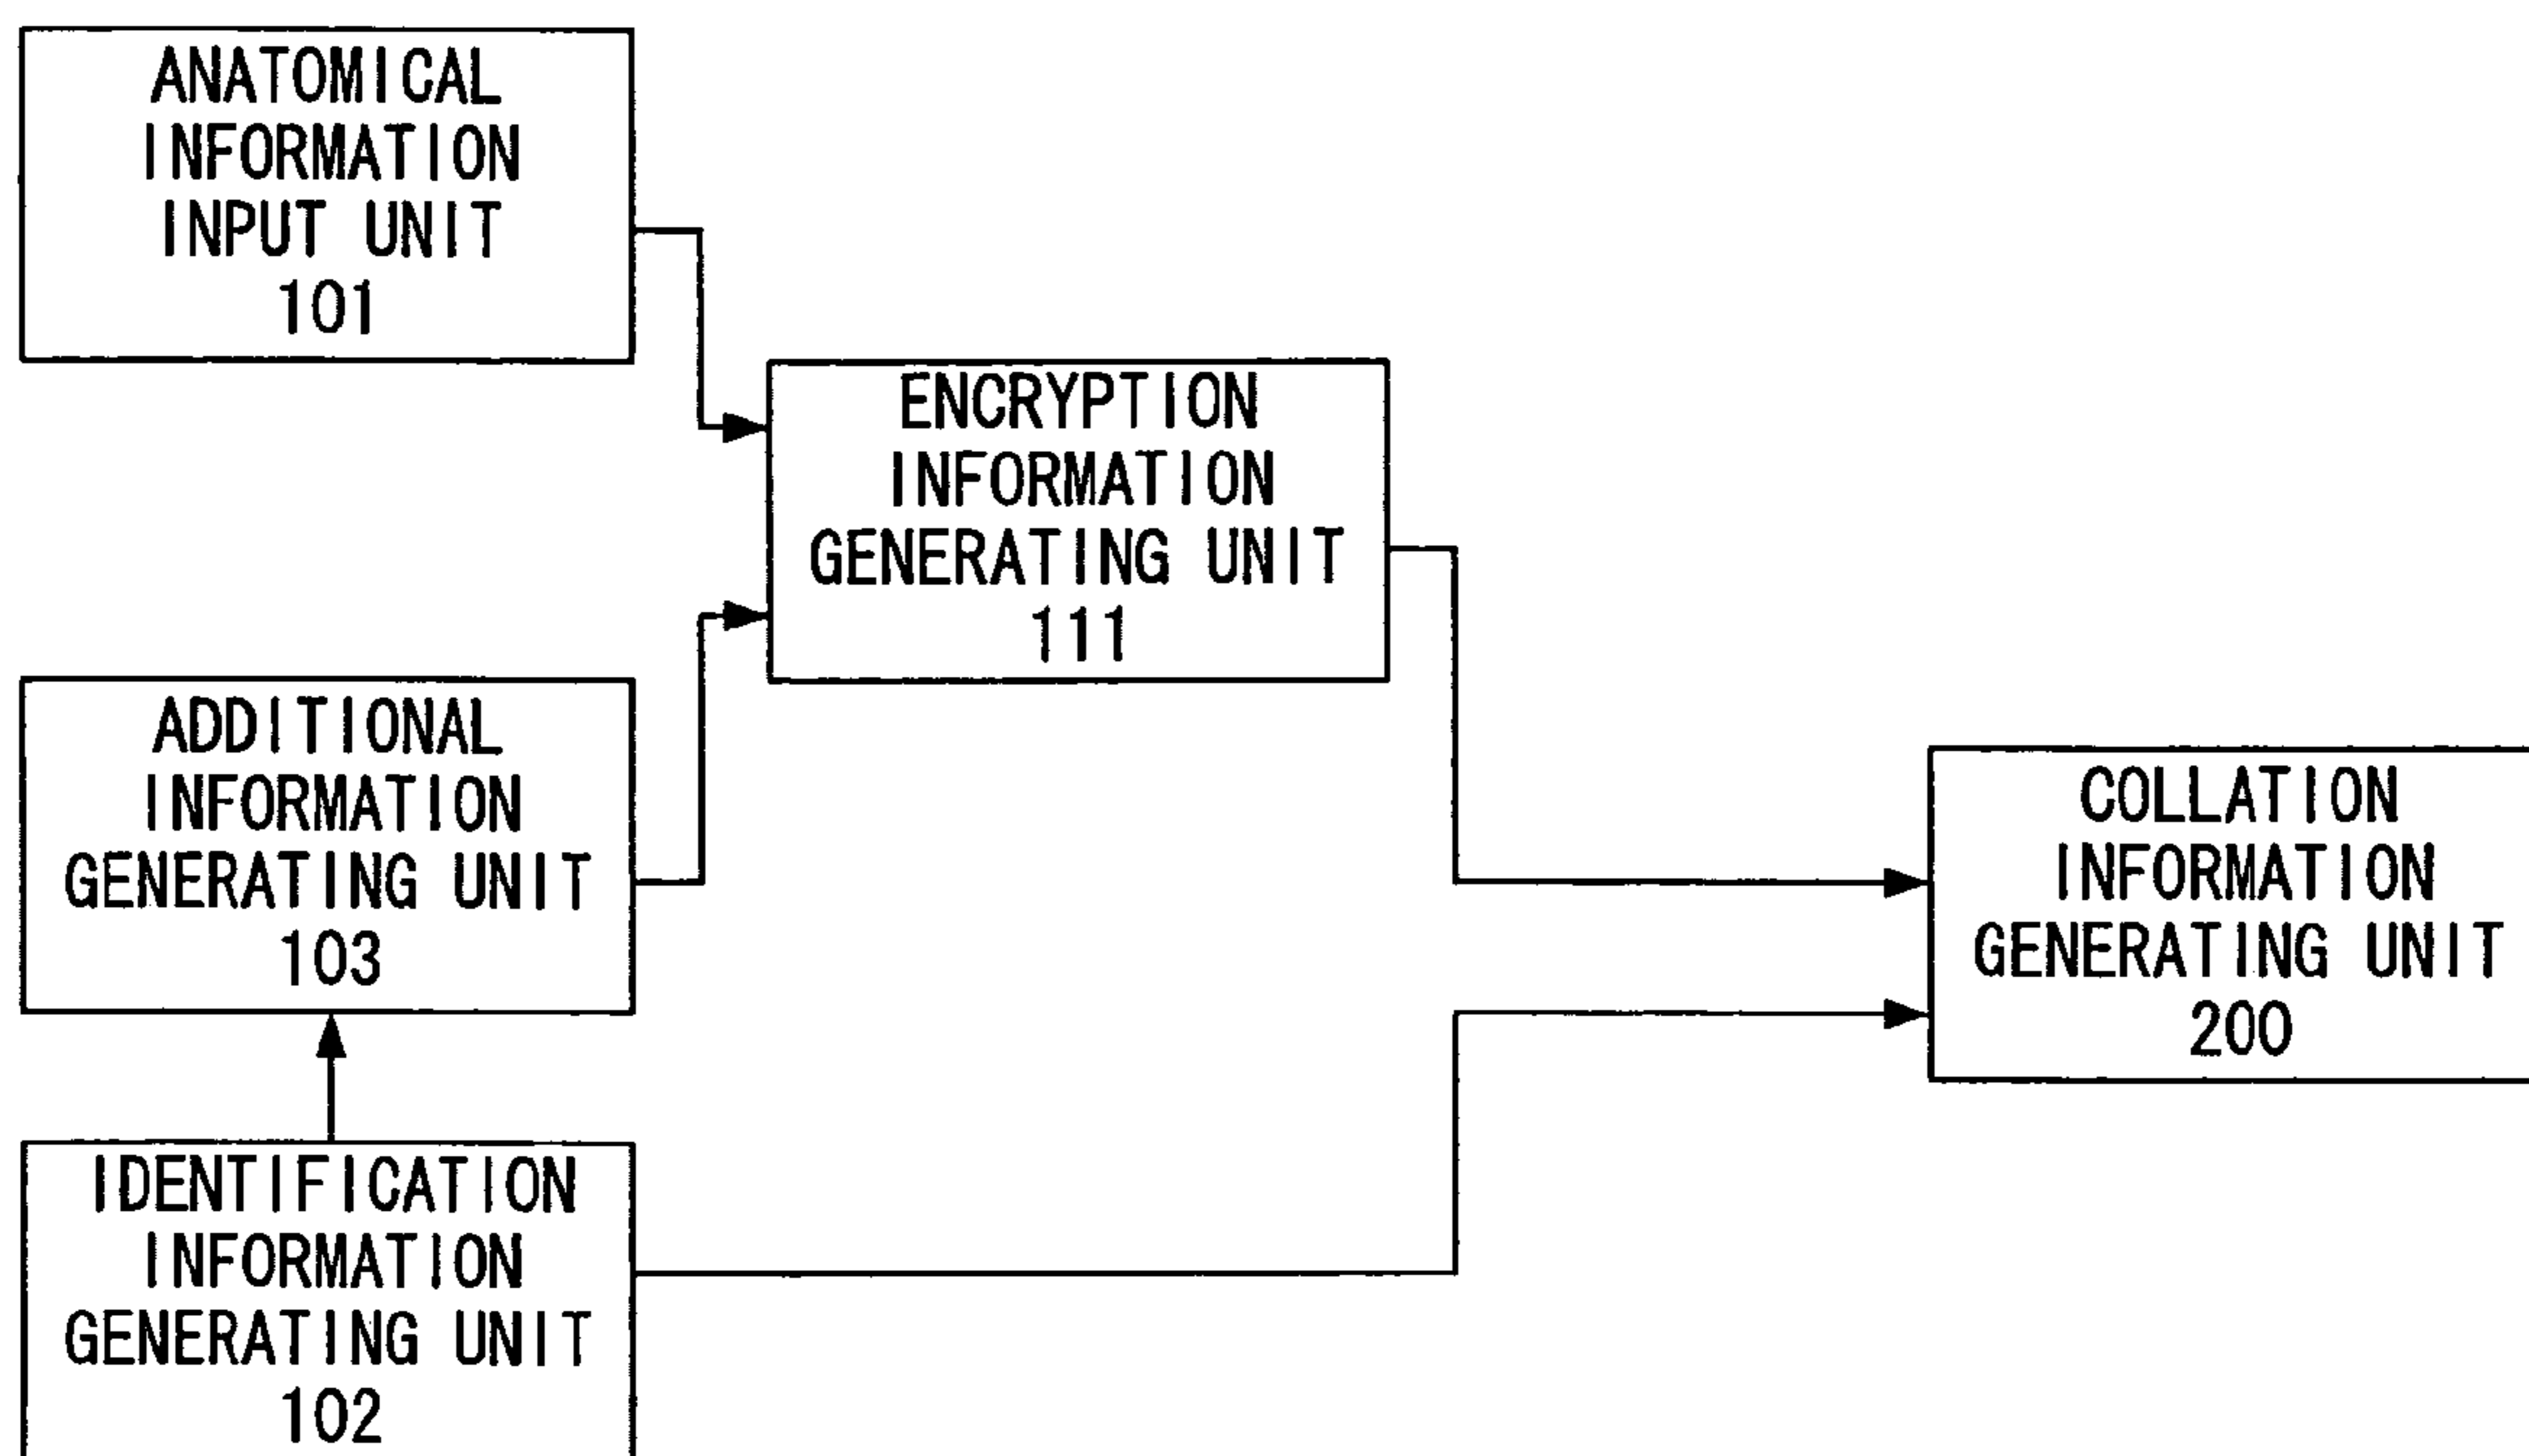 ANATOMICAL
INFORMATION
INPUT UNIT
101
ENCRYPTION
INFORMATION
GENERATING UNIT
111
ADDITIONAL
INFORMATION
GENERATING UNIT
103
COLLATION
INFORMATION
GENERATING UNIT
200
IDENTIFICATION
INFORMATION
GENERATING UNIT
102